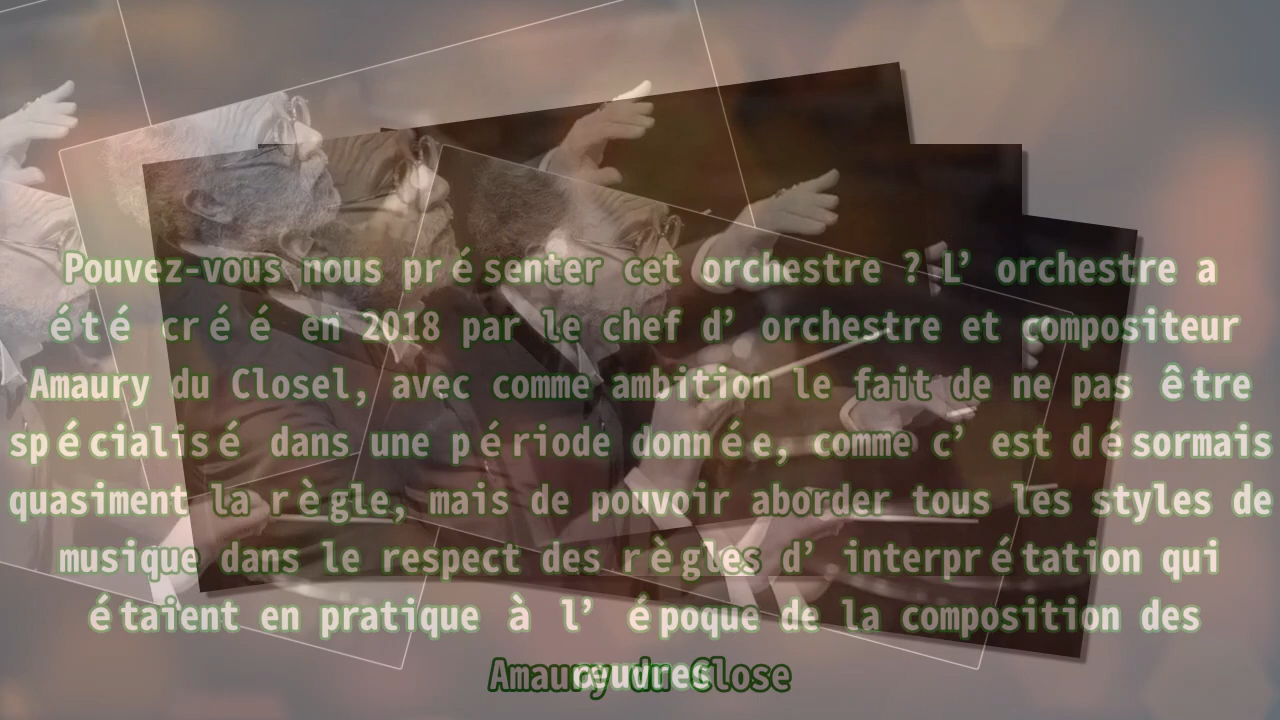 Pouvez-vous nous présenter cet orchestre ? L’ orchestre a
été créé en 2018 par le chef d’ orchestre et compositeur
Amaury du Closel, avec comme ambition le fait de ne pas être
spécialisé dans une période donnée, comme c’ est désormais
quasiment la règle, mais de pouvoir aborder tous les styles de
musique dans le respect des règles d’ interprétation qui
étaient en pratique à l’ époque de la composition des
Amaury du Close